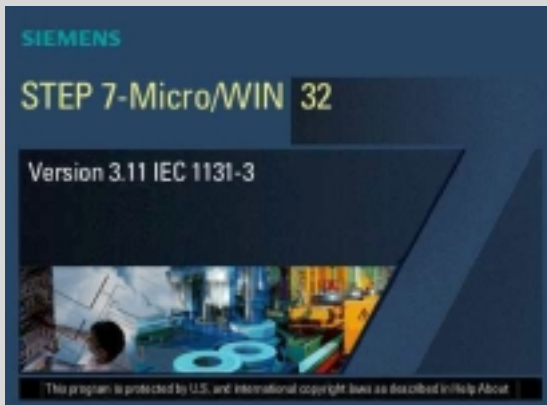 SIEMENS
STEP 7-Micro/WIN 32
Version 3.11 IEC 1131-3
This program is protected by U.S. and international copyright laws as described in Help About